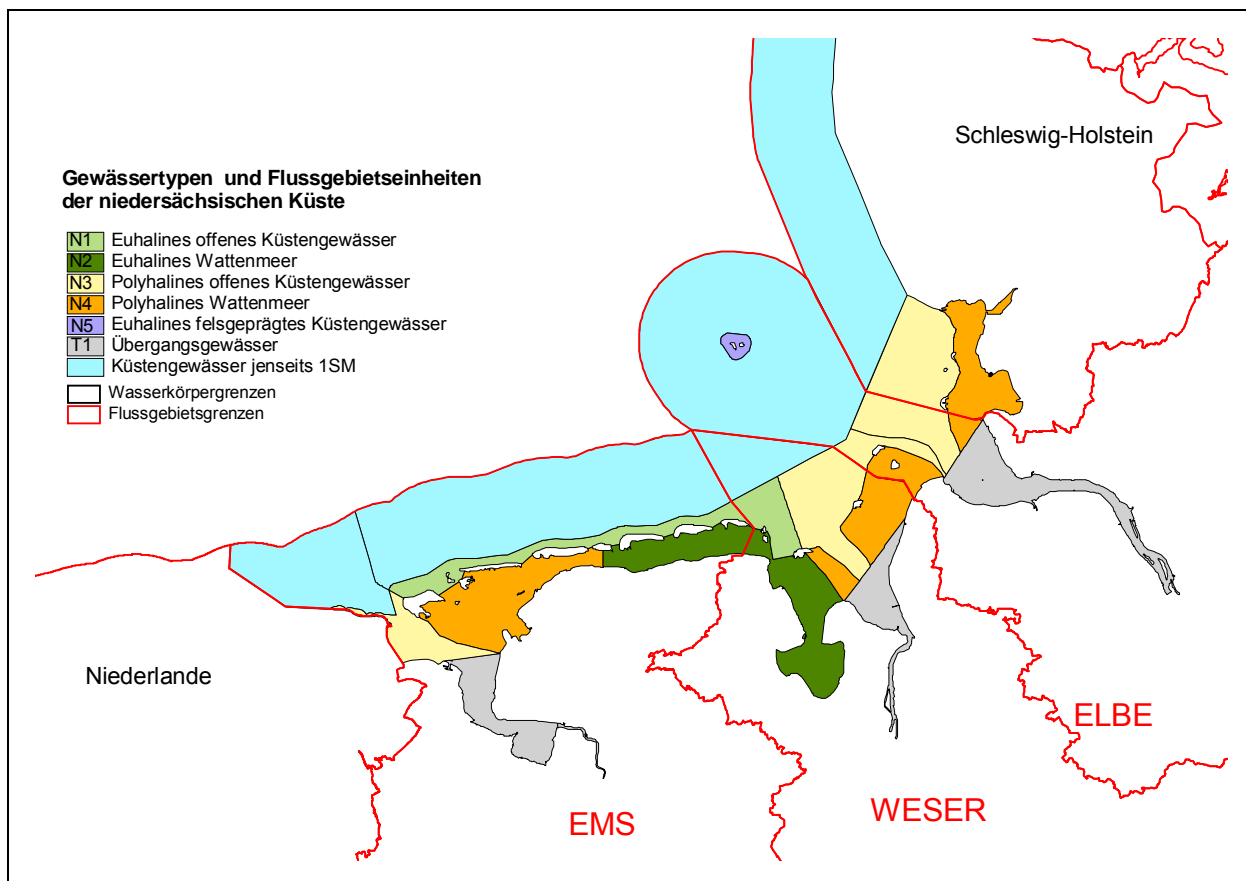 Schleswig-Holstein
Gewässertypen und Flussgebietseinheiten
der niedersächsischen Küste
N1 Euhalines offenes Küstengewässer
N2 Euhalines Wattenmeer
N3 Polyhalines offenes Küstengewässer
N4 Polyhalines Wattenmeer
N5 Euhalines felsgeprägtes Küstengewässer
T1 Übergangsgewässer
Küstengewässer jenseits 1SM
Wasserkörpergrenzen
Flussgebietsgrenzen
Niederlande
ELBE
WESER
EMS